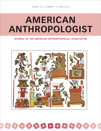 AMERICAN
ANTHROPOLOGIST
JOURNAL OF THE AMERICAN ANTHROPOLOGICAL ASSOCIATION